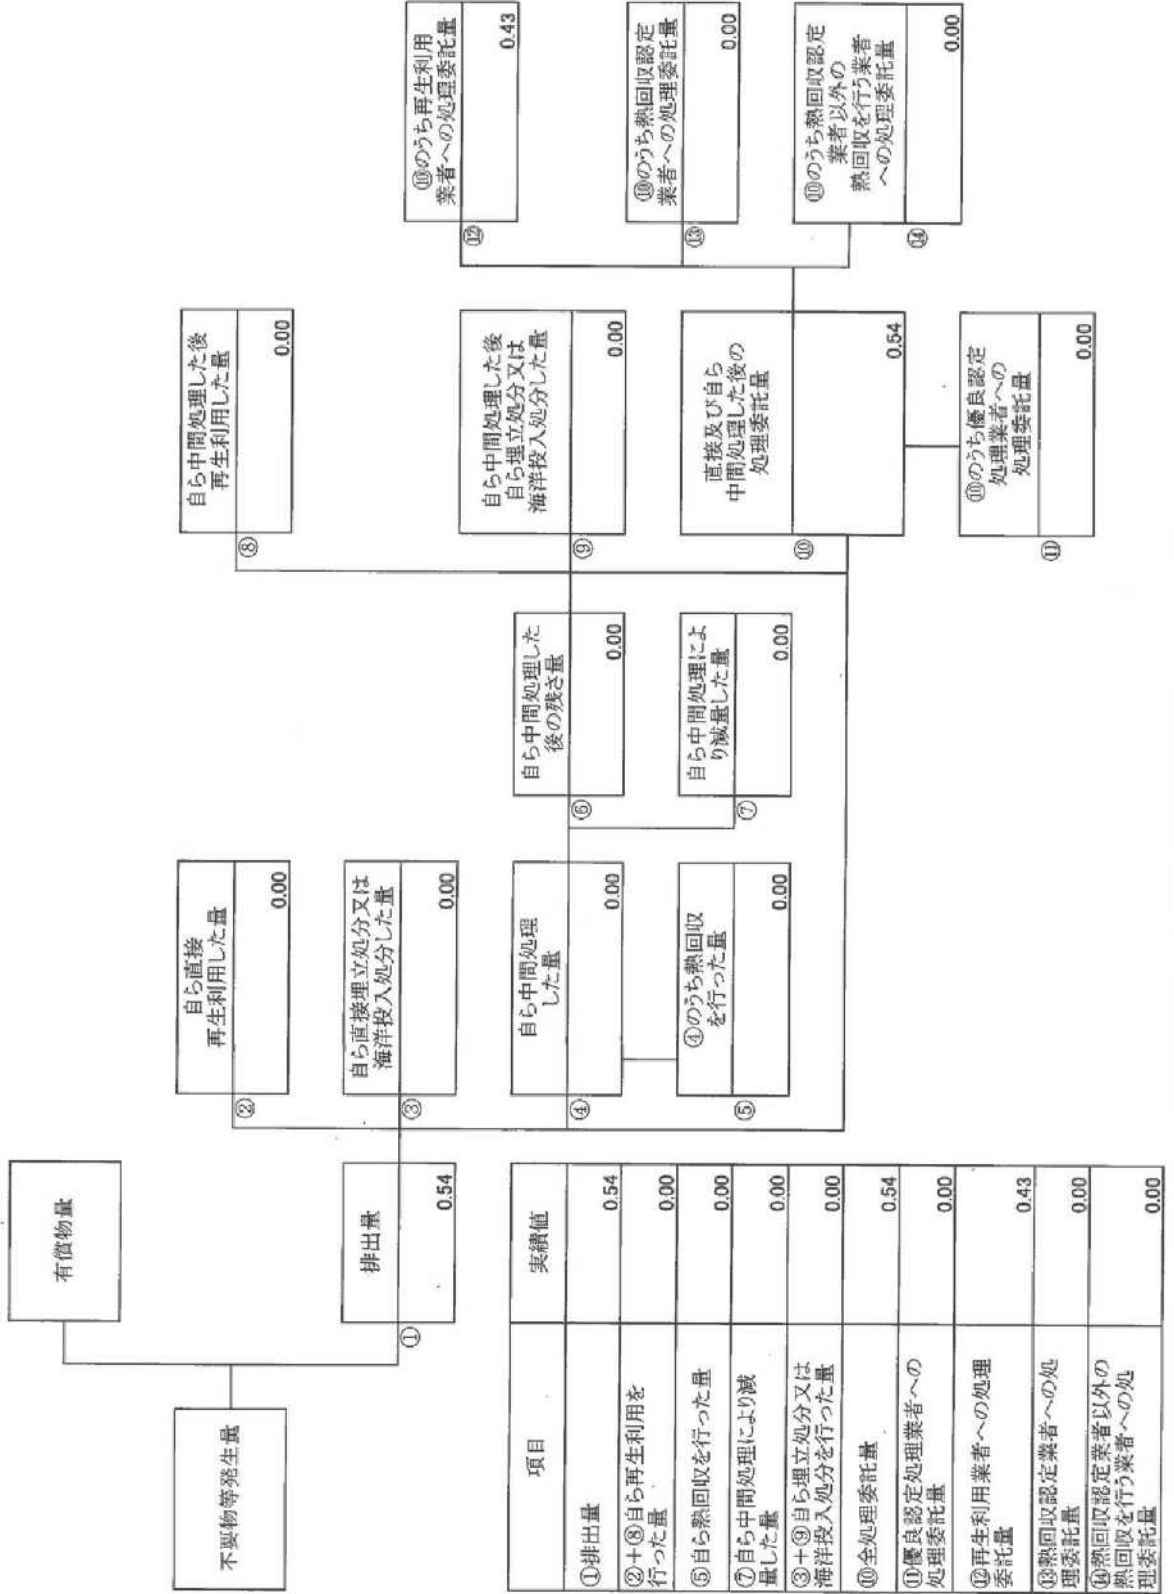 不要物等発生量
有償物量
排出量
①
0.54
自ら直接
再生利用した量
②
0.00
自ら直接埋立処分又は
海洋投入処分した量
③
0.00
自ら中間処理
した量
④
0.00
④のうち熱回収
を行った量
⑤
0.00
自ら中間処理した
後の残さ量
⑥
0.00
自ら中間処理によ
り減量した量
⑦
0.00
自ら中間処理した後
再生利用した量
⑧
0.00
自ら中間処理した後
自ら埋立処分又は
海洋投入処分した量
⑨
0.00
直接及び自ら
中間処理した後の
処理委託量
⑩
0.54
⑩のうち優良認定
処理業者への
処理委託量
⑪
0.00
⑩のうち再生利用
業者への処理委託量
⑫
0.43
⑩のうち熱回収認定
業者への処理委託量
⑬
0.00
⑩のうち熱回収認定
業者以外の
熱回収を行う業者
への処理委託量
⑭
0.00
項目 実績値
①排出量 0.54
②+⑧自ら再生利用を
行った量 0.00
⑤自ら熱回収を行った量 0.00
⑦自ら中間処理により減
量した量 0.00
③+⑨自ら埋立処分又は
海洋投入処分を行った量 0.00
⑩全処理委託量 0.54
⑪優良認定処理業者への
処理委託量 0.00
⑫再生利用業者への処理
委託量 0.43
⑬熱回収認定業者への処
理委託量 0.00
⑭熱回収認定業者以外の
熱回収を行う業者への処
理委託量 0.00